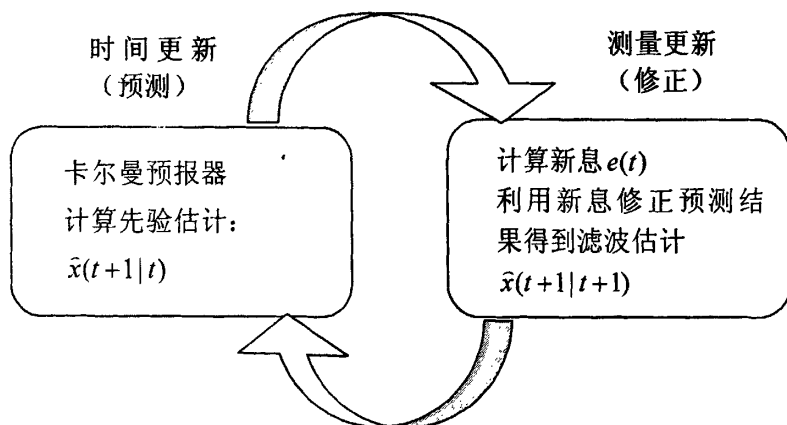 时间更新
（预测）
测量更新
（修正）
卡尔曼预报器
计算先验估计：
x̂(t+1|t)
计算新息e(t)
利用新息修正预测结
果得到滤波估计
x̂(t+1|t+1)